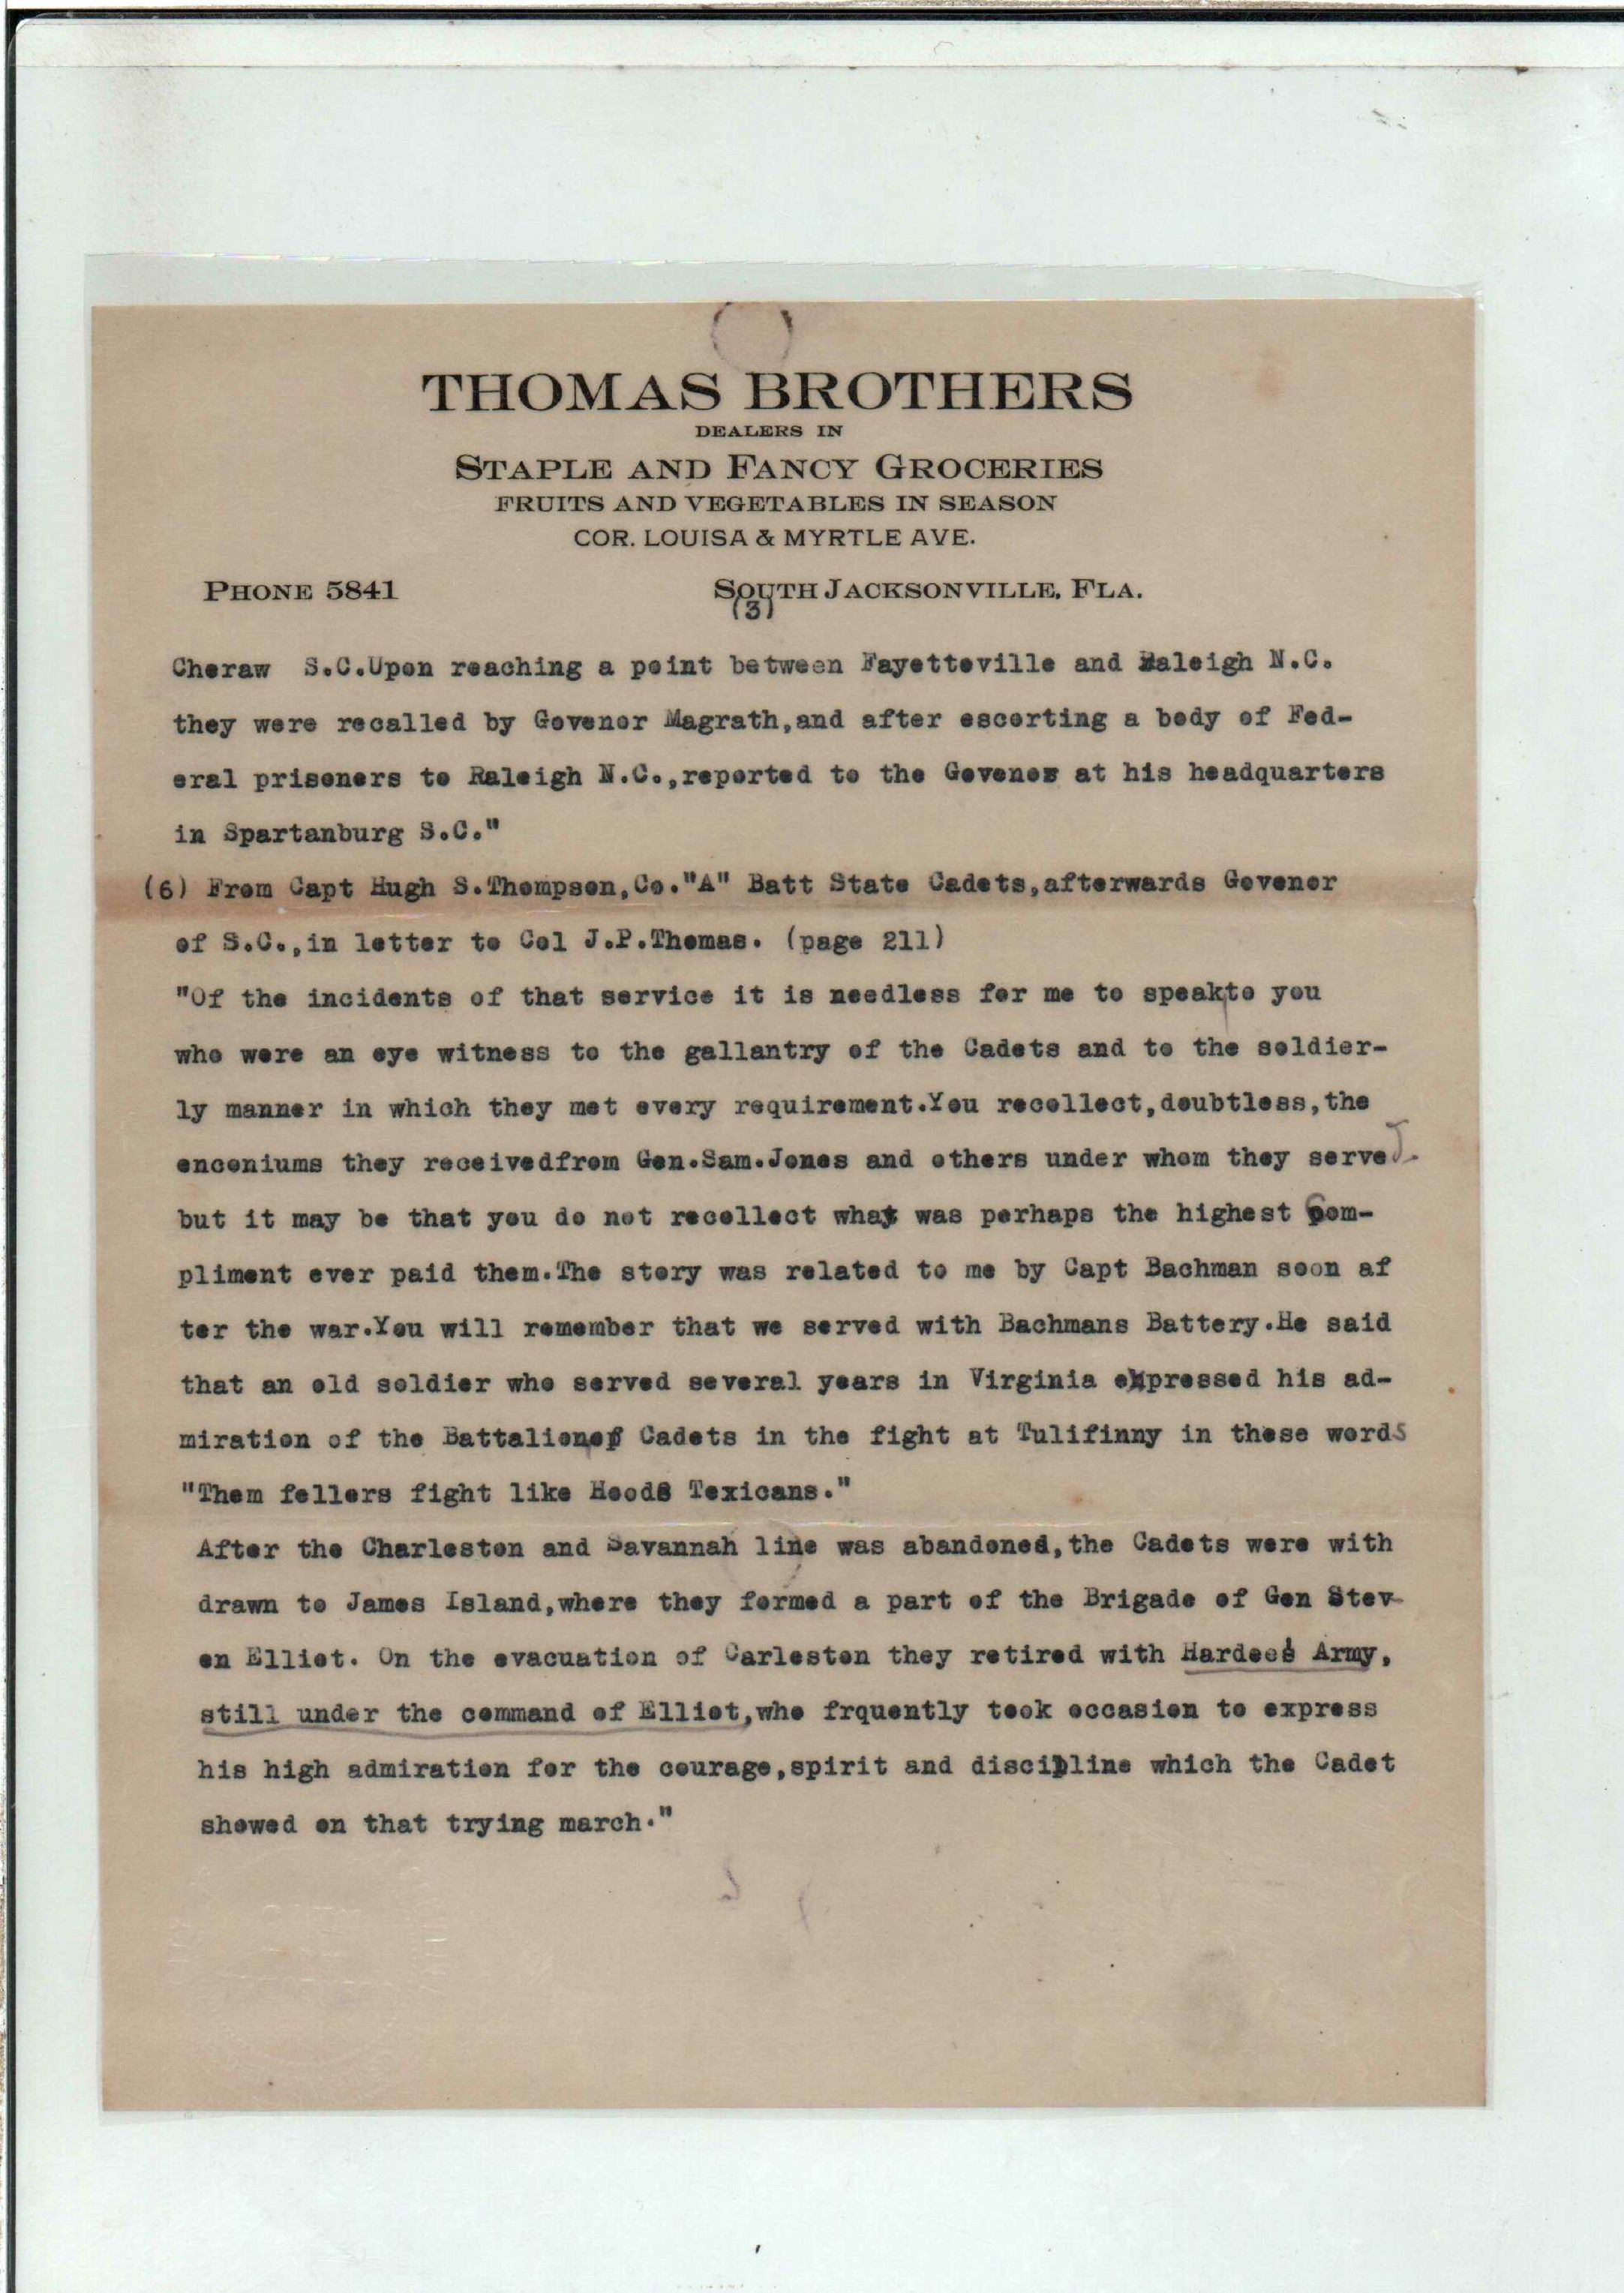 THOMAS BROTHERS
DEALERS IN
STAPLE AND FANCY GROCERIES
FRUITS AND VEGETABLES IN SEASON
COR. LOUISA & MYRTLE AVE.
PHONE 5841 SOUTH JACKSONVILLE, FLA.
(3)
Cheraw S.C.Upon reaching a point between Fayetteville and Raleigh N.C.
they were recalled by Govenor Magrath,and after escorting a body of Fed-
eral prisoners to Raleigh N.C.,reported to the Govenor at his headquarters
in Spartanburg S.C."
(6) From Capt Hugh S.Thompson,Co."A" Batt State Cadets,afterwards Govenor
of S.C.,in letter to Col J.P.Thomas. (page 211)
"Of the incidents of that service it is needless for me to speak|to you
who were an eye witness to the gallantry of the Cadets and to the soldier-
ly manner in which they met every requirement.You recollect,doubtless,the
enconiums they receivedfrom Gen.Sam.Jones and others under whom they served
but it may be that you do not recollect what was perhaps the highest Com-
pliment ever paid them.The story was related to me by Capt Bachman soon af
ter the war.You will remember that we served with Bachmans Battery.He said
that an old soldier who served several years in Virginia expressed his ad-
miration of the Battalion|of Cadets in the fight at Tulifinny in these words
"Them fellers fight like Hoods Texicans."
After the Charleston and Savannah line was abandoned,the Cadets were with
drawn to James Island,where they formed a part of the Brigade of Gen Stev-
en Elliot. On the evacuation of Carleston they retired with Hardee's Army,
still under the command of Elliot,who frquently took occasion to express
his high admiration for the courage,spirit and discipline which the Cadet
showed on that trying march."